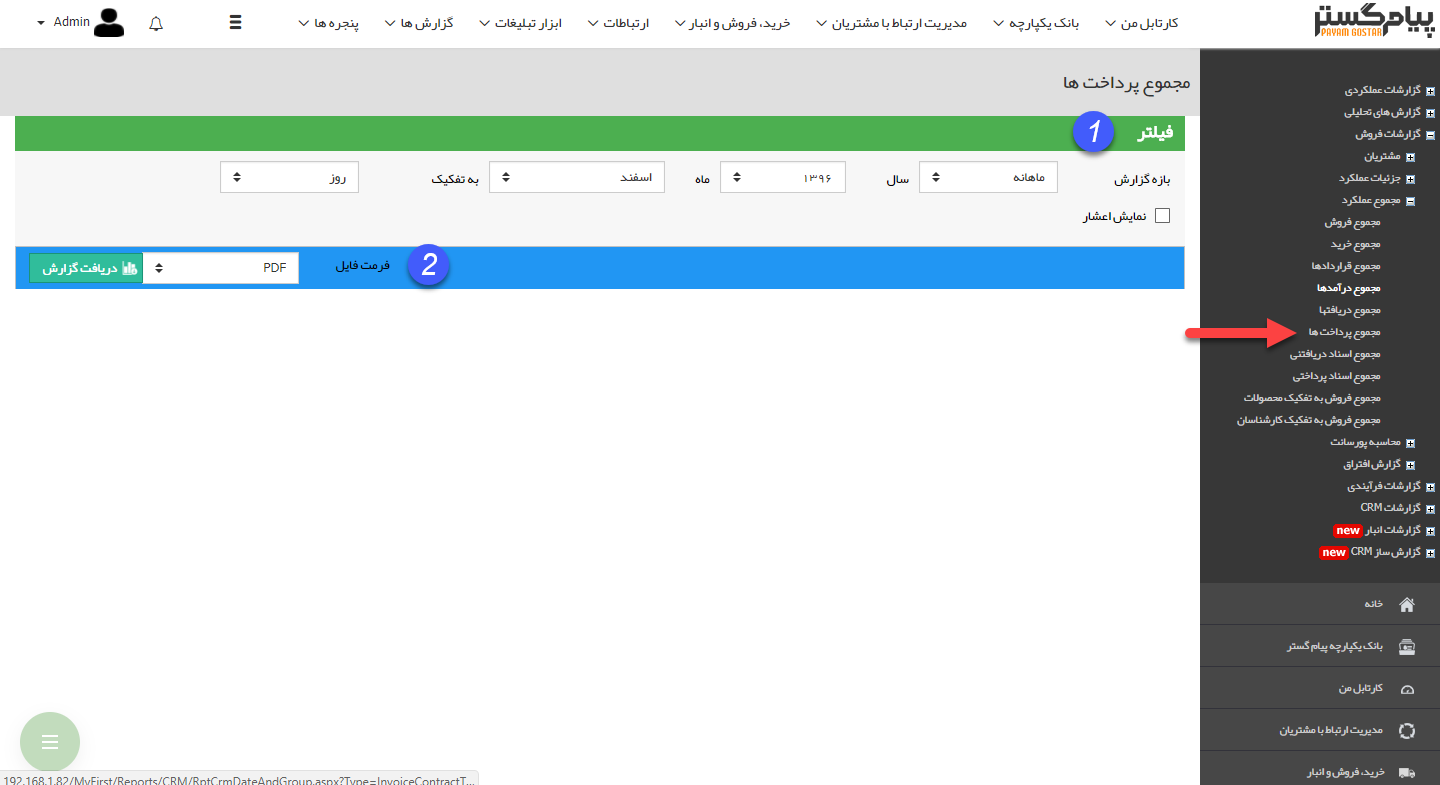 پیام‌گستر
PAYAM GOSTAR
کارتابل من
بانک یکپارچه
مدیریت ارتباط با مشتریان
خرید، فروش و انبار
ارتباطات
ابزار تبلیغات
گزارش ها
پنجره ها
Admin
مجموع پرداخت ها
فیلتر
1
بازه گزارش
ماهانه
سال
۱۳۹۶
ماه
اسفند
به تفکیک
روز
نمایش اعشار
2
فرمت فایل
PDF
دریافت گزارش
گزارشات عملکردی
گزارش های تحلیلی
گزارشات فروش
مشتریان
جزئیات عملکرد
مجموع عملکرد
مجموع فروش
مجموع خرید
مجموع قراردادها
مجموع درآمدها
مجموع دریافتها
مجموع پرداخت ها
مجموع اسناد دریافتنی
مجموع اسناد پرداختی
مجموع فروش به تفکیک محصولات
مجموع فروش به تفکیک کارشناسان
محاسبه پورسانت
گزارش افتراق
گزارشات فرآیندی
گزارشات CRM
گزارشات انبار new
گزارش ساز CRM new
خانه
بانک یکپارچه پیام گستر
کارتابل من
مدیریت ارتباط با مشتریان
خرید، فروش و انبار
192.168.1.82/MyFirst/Reports/CRM/RptCrmDateAndGroup.aspx?Type=InvoiceContractT...